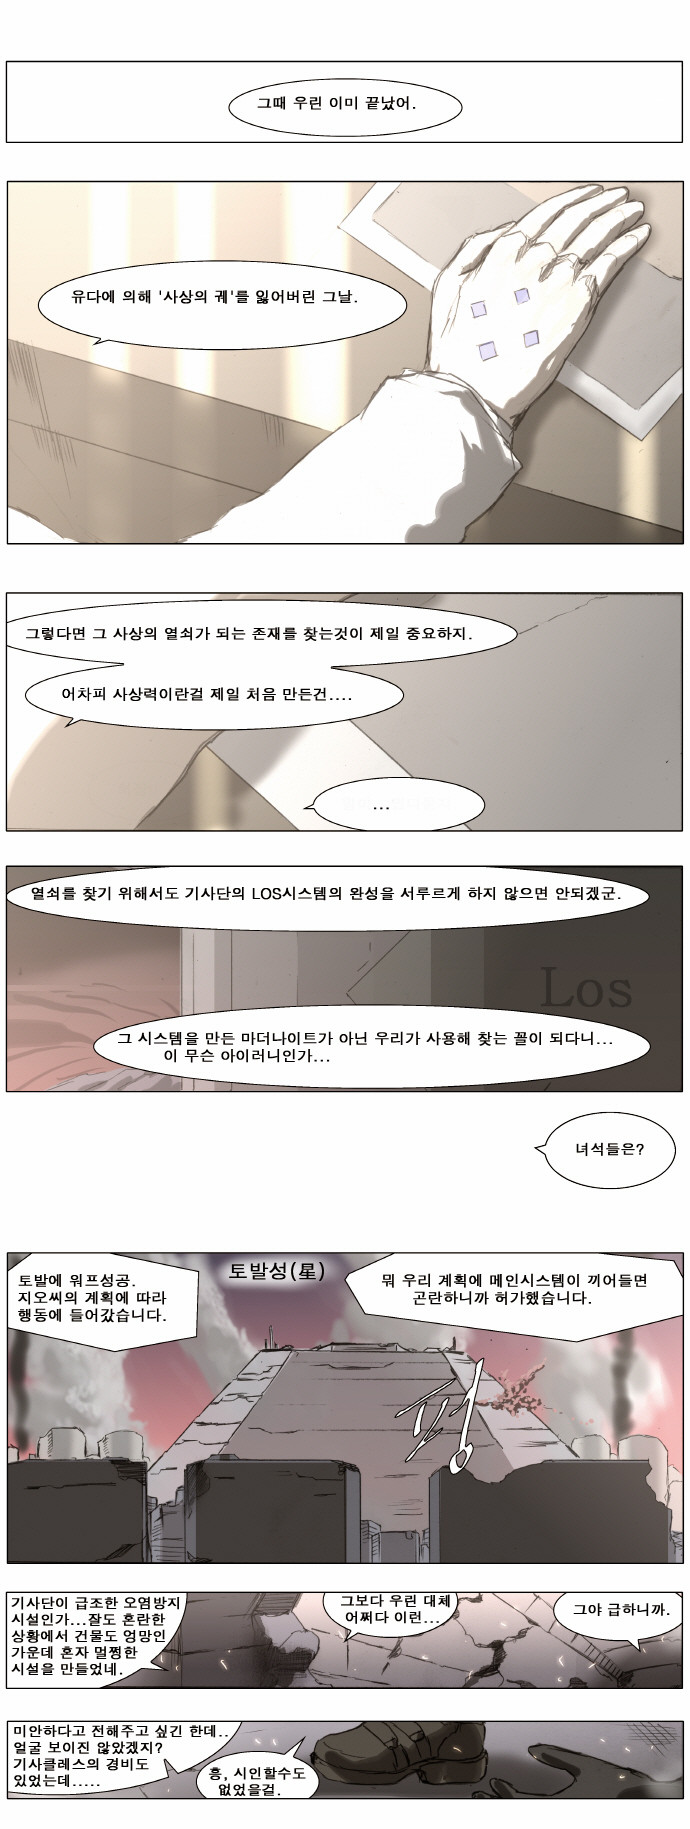 그때 우린 이미 끝났어.
유다에 의해 '사상의 궤'를 잃어버린 그날.
그렇다면 그 사상의 열쇠가 되는 존재를 찾는것이 제일 중요하지.
어차피 사상력이란걸 제일 처음 만든건....
...
열쇠를 찾기 위해서도 기사단의 LOS시스템의 완성을 서루르게 하지 않으면 안되겠군.
Los
그 시스템을 만든 마더나이트가 아닌 우리가 사용해 찾는 꼴이 되다니...
이 무슨 아이러니인가...
녀석들은?
토발에 워프성공.
지오씨의 계획에 따라
행동에 들어갔습니다.
토발성(星)
뭐 우리 계획에 메인시스템이 끼어들면
곤란하니까 허가했습니다.
펑
기사단이 급조한 오염방지
시설인가...잘도 혼란한
상황에서 건물도 엉망인
가운데 혼자 멀쩡한
시설을 만들었네.
그보다 우린 대체
어쩌다 이런...
그야 급하니까.
미안하다고 전해주고 싶긴 한데..
얼굴 보이진 않았겠지?
기사클레스의 경비도
있었는데.....
흥, 시인할수도
없었을걸.